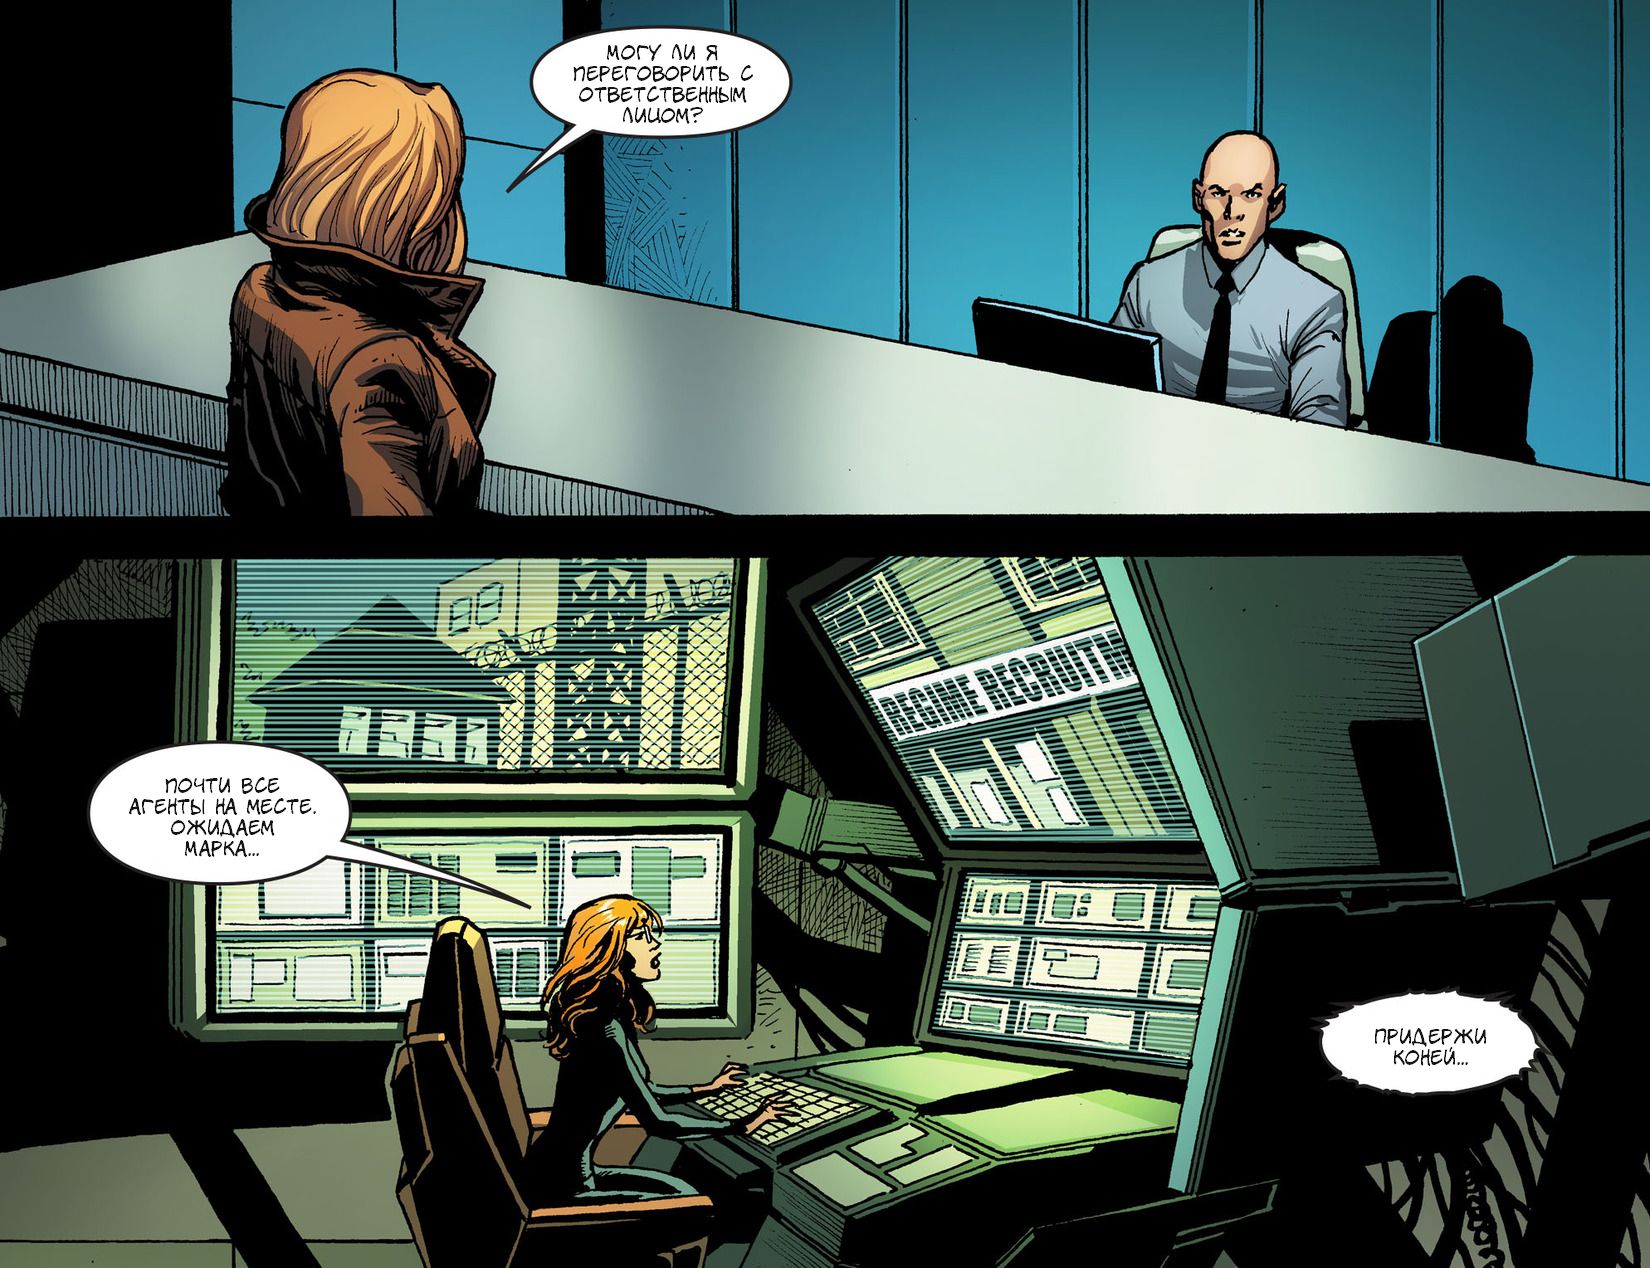 МОГУ ЛИ Я
ПЕРЕГОВОРИТЬ С
ОТВЕТСТВЕННЫМ
ЛИЦОМ?
REGIME RECRUIT
ПОЧТИ ВСЕ
АГЕНТЫ НА МЕСТЕ.
ОЖИДАЕМ
МАРКА...
ПРИДЕРЖИ
КОНЕЙ...